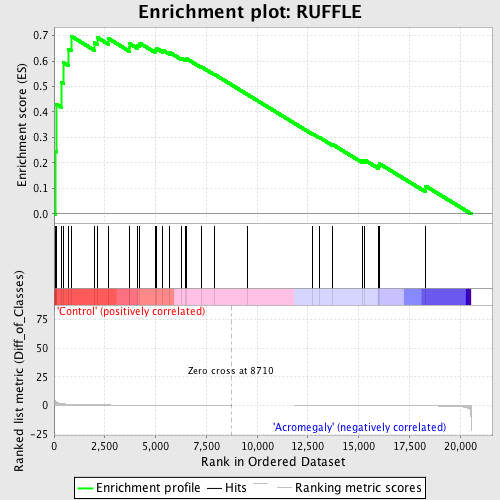 Enrichment plot: RUFFLE
Enrichment score (ES)
0.7
0.6
0.5
0.4
0.3
0.2
0.1
0.0
Ranked list metric (Diff_of_Classes)
75
50
25
0
-25
'Control' (positively correlated)
Zero cross at 8710
'Acromegaly' (negatively correlated)
0 2,500 5,000 7,500 10,000 12,500 15,000 17,500 20,000
Rank in Ordered Dataset
Enrichment profile Hits Ranking metric scores